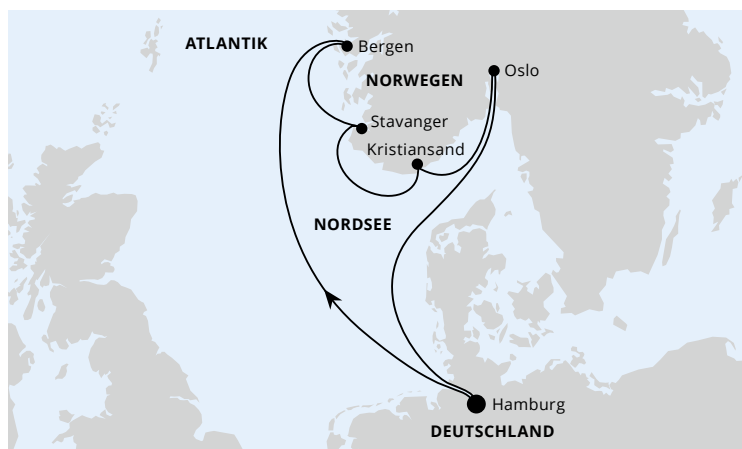 ATLANTIK
Bergen
NORWEGEN
Oslo
Stavanger
Kristiansand
NORDSEE
Hamburg
DEUTSCHLAND